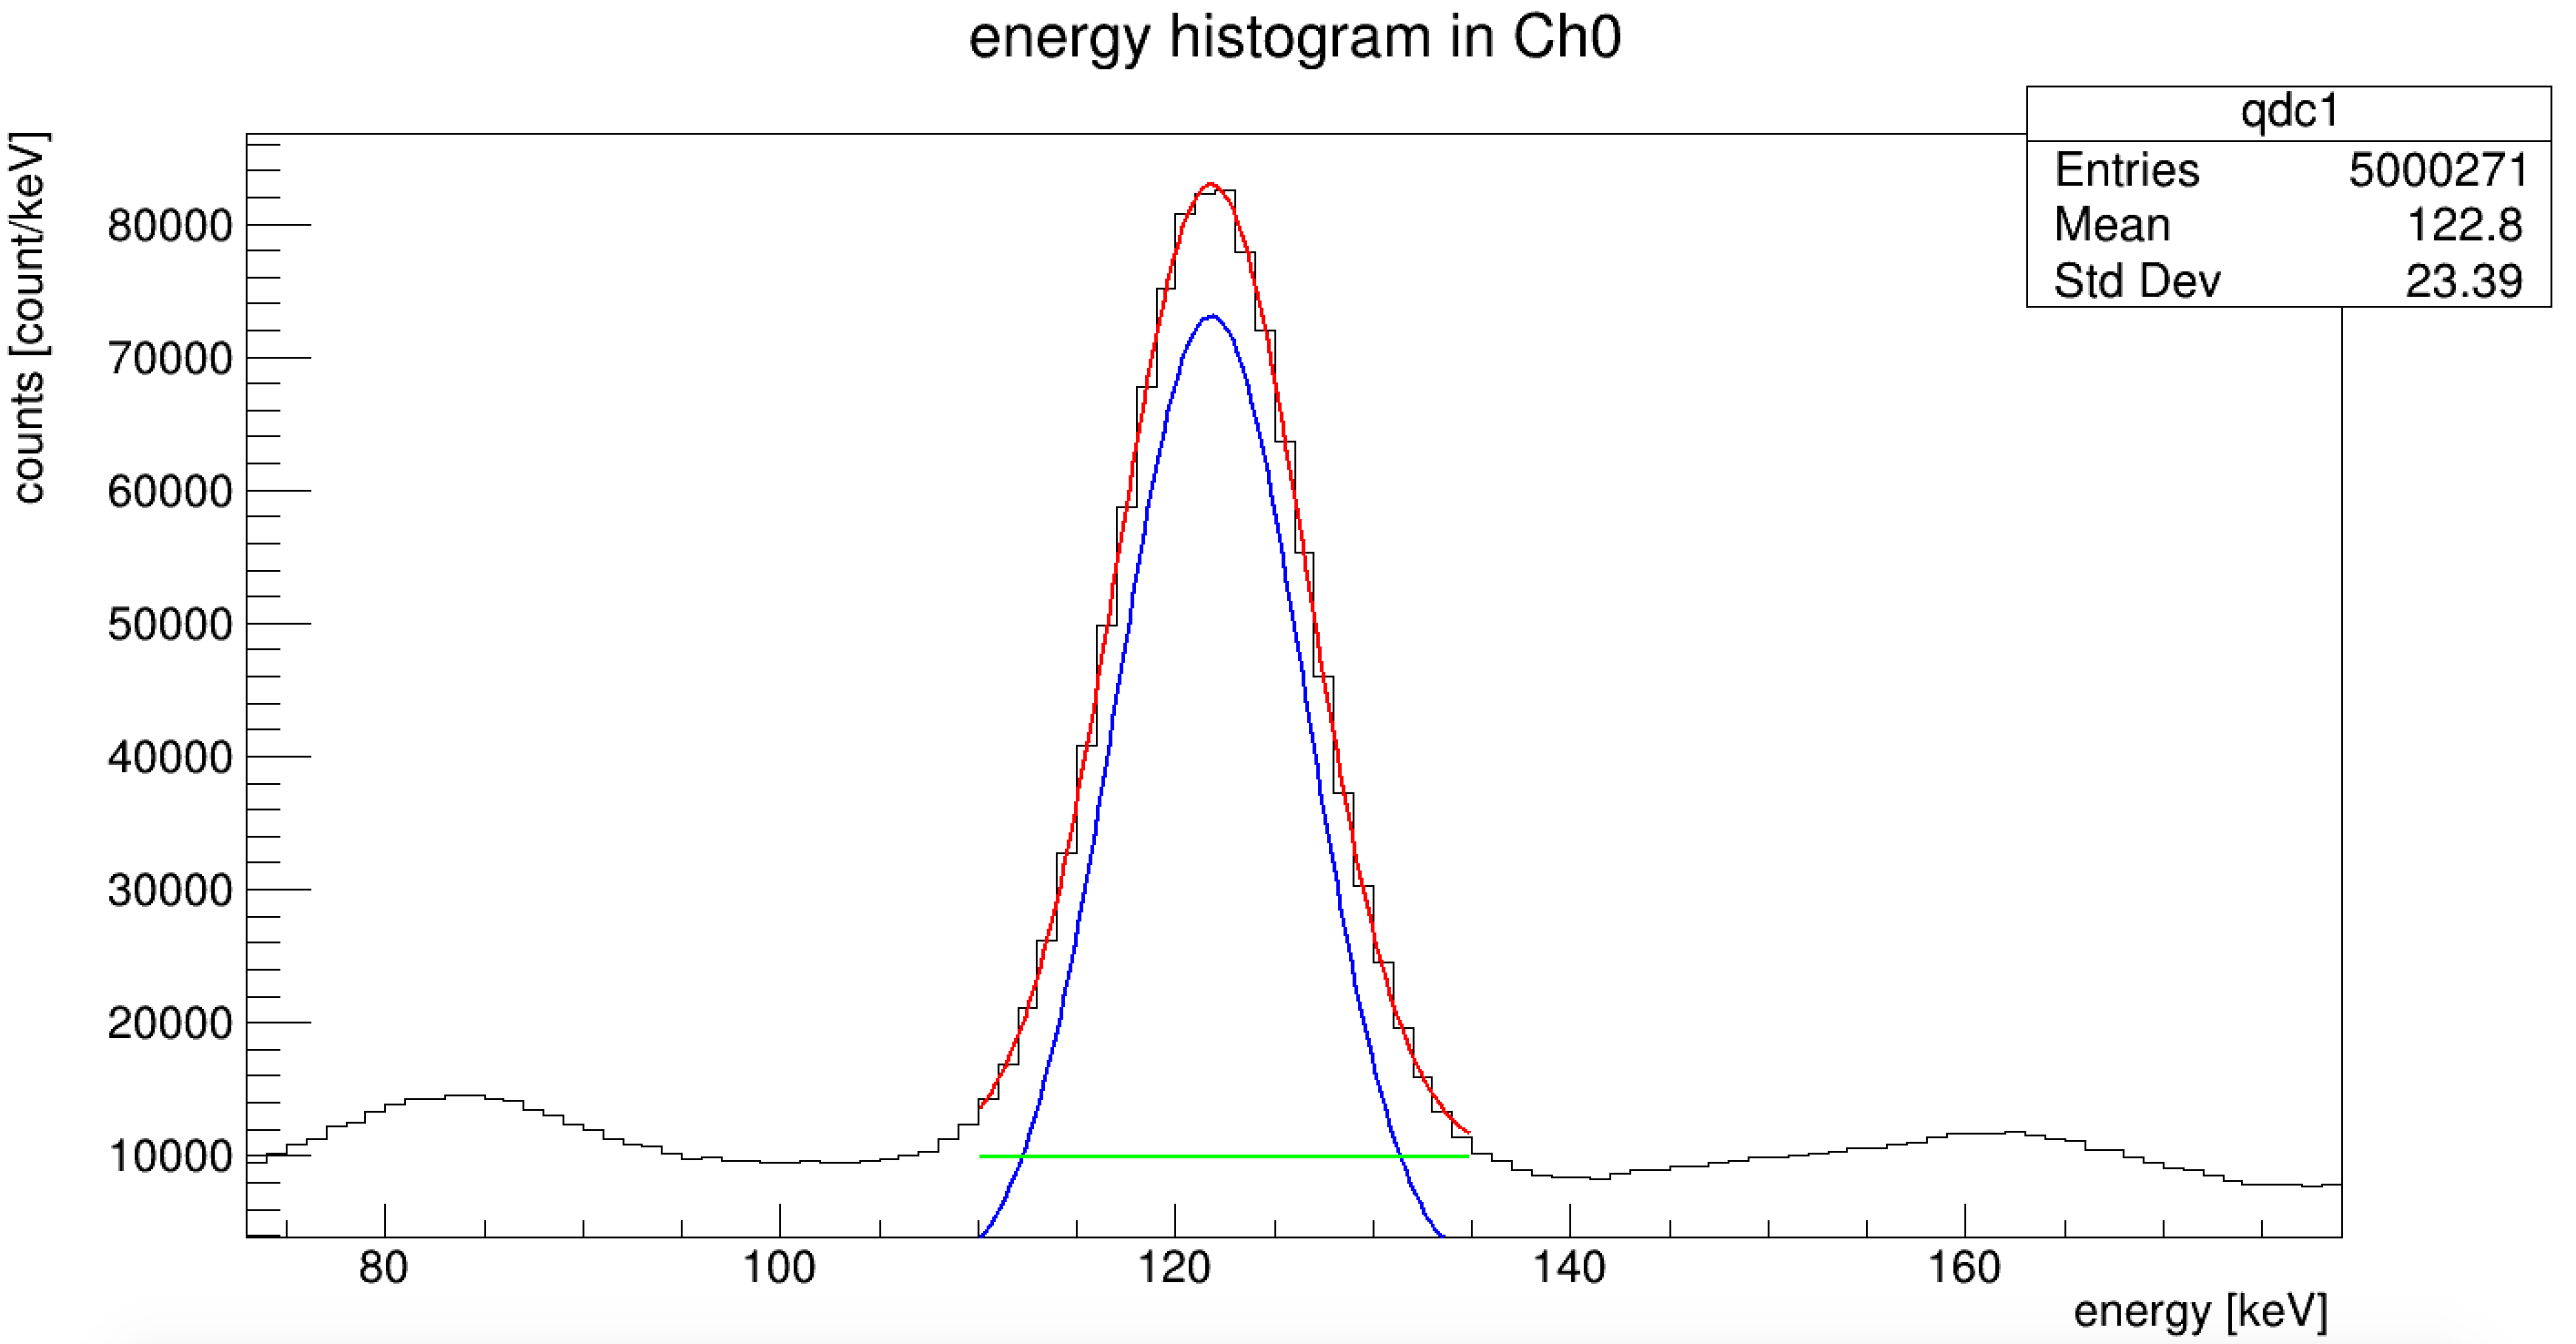 energy histogram in Ch0
qdc1
Entries 5000271
Mean 122.8
Std Dev 23.39
counts [count/keV]
80000
70000
60000
50000
40000
30000
20000
10000
80 100 120 140 160
energy [keV]